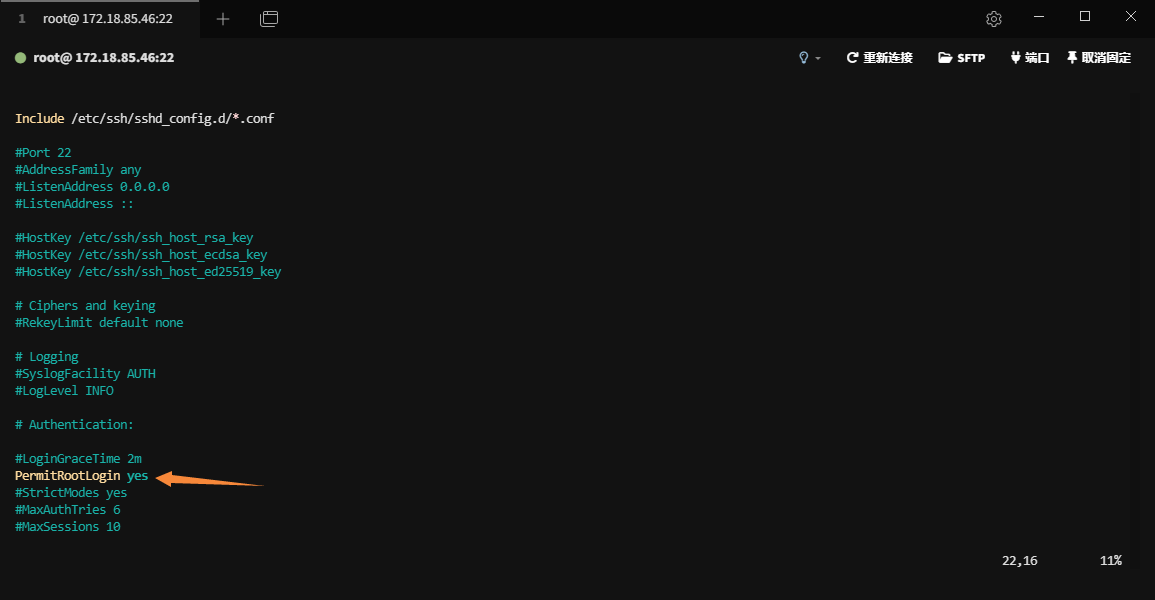 1 root@ 172.18.85.46:22
root@ 172.18.85.46:22 重新连接 SFTP 端口 取消固定
Include /etc/ssh/sshd_config.d/*.conf
#Port 22
#AddressFamily any
#ListenAddress 0.0.0.0
#ListenAddress ::
#HostKey /etc/ssh/ssh_host_rsa_key
#HostKey /etc/ssh/ssh_host_ecdsa_key
#HostKey /etc/ssh/ssh_host_ed25519_key
# Ciphers and keying
#RekeyLimit default none
# Logging
#SyslogFacility AUTH
#LogLevel INFO
# Authentication:
#LoginGraceTime 2m
PermitRootLogin yes
#StrictModes yes
#MaxAuthTries 6
#MaxSessions 10
22,16 11%